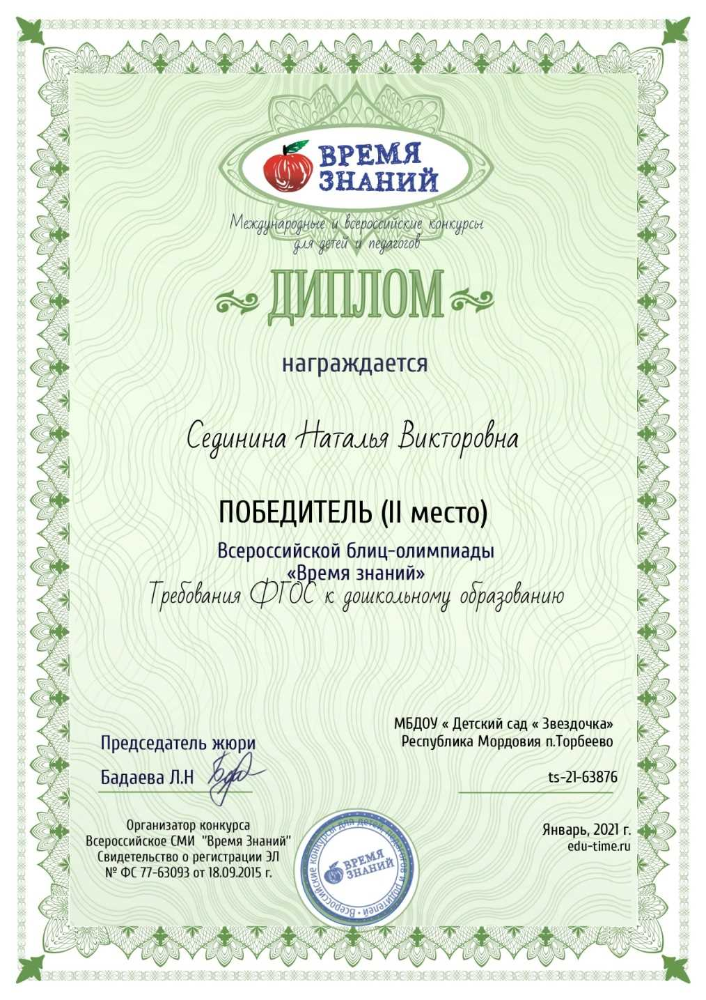 ВРЕМЯ
ЗНАНИЙ
Международные и всероссийские конкурсы
для детей и педагогов
ДИПЛОМ
награждается
Сединина Наталья Викторовна
ПОБЕДИТЕЛЬ (II место)
Всероссийской блиц-олимпиады
«Время знаний»
Требования ФГОС к дошкольному образованию
МБДОУ « Детский сад « Звездочка»
Республика Мордовия п.Торбеево
Председатель жюри
Бадаева Л.Н
ts-21-63876
Организатор конкурса
Всероссийское СМИ "Время Знаний"
Свидетельство о регистрации ЭЛ
№ ФС 77-63093 от 18.09.2015 г.
Январь, 2021 г.
edu-time.ru
Всероссийские конкурсы для детей, педагогов и родителей •
ВРЕМЯ
ЗНАНИЙ